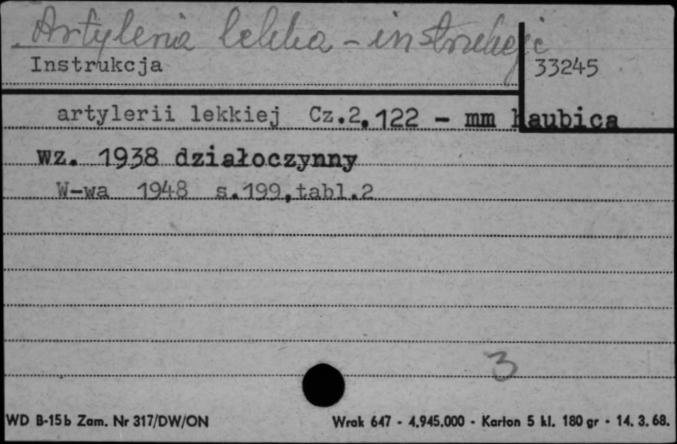 Artyleria lekka - instrukcje
Instrukcja
33245
artylerii lekkiej Cz.2.122 - mm haubica
wz. 1938 działoczynny
W-wa 1948 s.199,tabl.2
3
WD B-15b Zam. Nr 317/DW/ON
Wrak 647 - 4.945.000 - Karton 5 kl. 180 gr - 14. 3. 68.